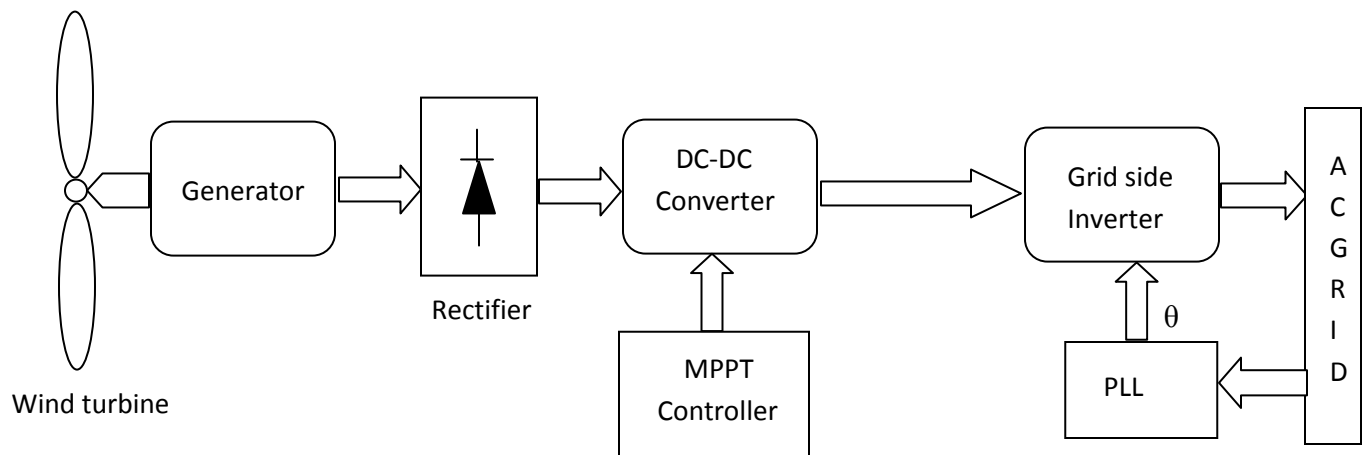 Wind turbine
Generator
Rectifier
DC-DC
Converter
MPPT
Controller
Grid side
Inverter
θ
PLL
A
C
G
R
I
D